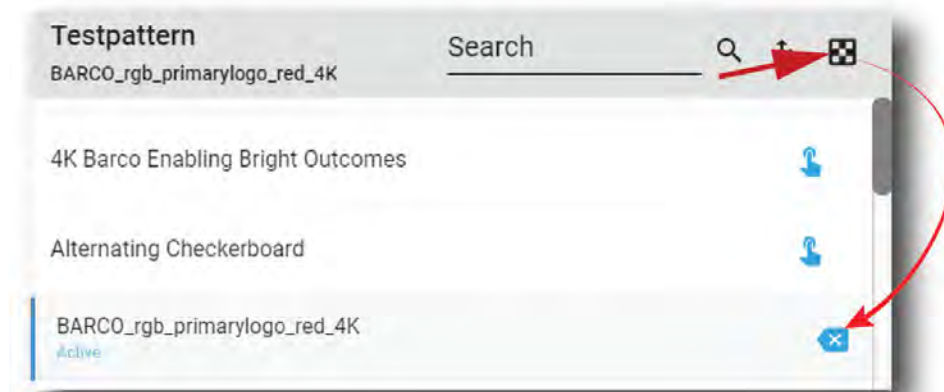 Testpattern
BARCO_rgb_primarylogo_red_4K
Search
4K Barco Enabling Bright Outcomes
Alternating Checkerboard
BARCO_rgb_primarylogo_red_4K
Active